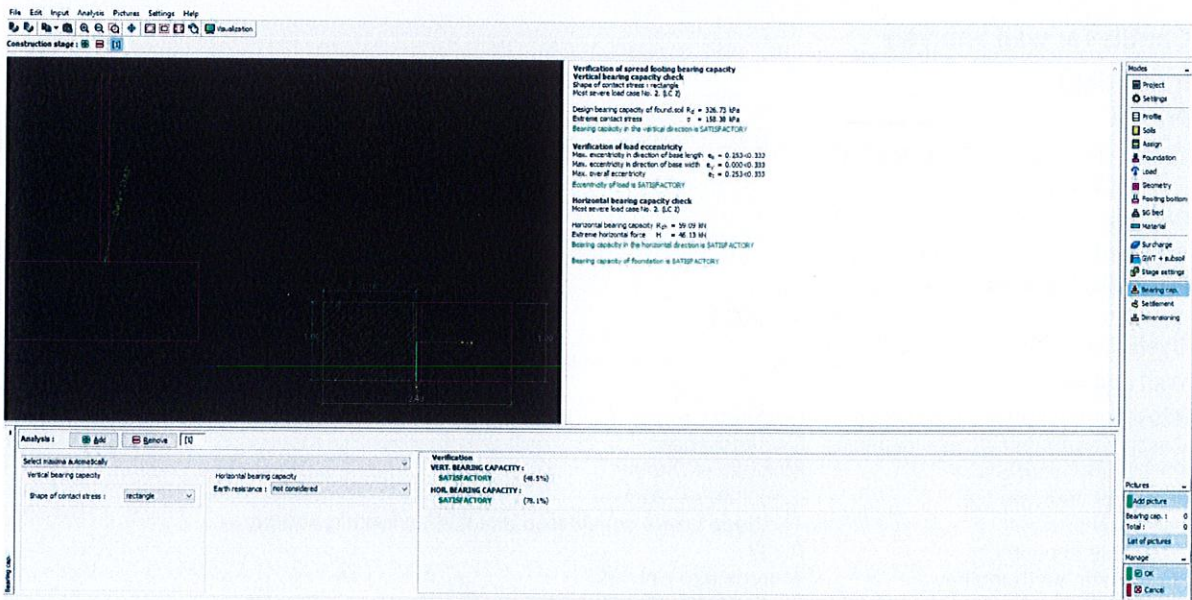 File Edit Input Analysis Pictures Settings Help
Visualization
Construction stage : [1]
Verification of spread footing bearing capacity
Vertical bearing capacity check
Shape of contact stress : rectangle
Most severe load case No. 2. (LC 2)
Design bearing capacity of found.soil Rd = 326.73 kPa
Extreme contact stress σ = 158.38 kPa
Bearing capacity in the vertical direction is SATISFACTORY
Verification of load eccentricity
Max. eccentricity in direction of base length ex = 0.253<0.333
Max. eccentricity in direction of base width ey = 0.000<0.333
Max. overall eccentricity et = 0.253<0.333
Eccentricity of load is SATISFACTORY
Horizontal bearing capacity check
Most severe load case No. 2. (LC 2)
Horizontal bearing capacity Rdh = 59.09 kN
Extreme horizontal force H = 46.13 kN
Bearing capacity in the horizontal direction is SATISFACTORY
Bearing capacity of foundation is SATISFACTORY
Modes
Project
Settings
Profile
Soils
Assign
Foundation
Load
Geometry
Footing bottom
SG bed
Material
Surcharge
GWT + subsoil
Stage settings
Bearing cap.
Settlement
Dimensioning
Analysis : Add Remove [1]
Select maxima automatically
Vertical bearing capacity
Shape of contact stress : rectangle
Horizontal bearing capacity
Earth resistance : not considered
Verification
VERT. BEARING CAPACITY :
SATISFACTORY (48.5%)
HOR. BEARING CAPACITY :
SATISFACTORY (78.1%)
Pictures
Add picture
Bearing cap. : 0
Total : 0
List of pictures
Manage
OK
Cancel
Bearing cap.